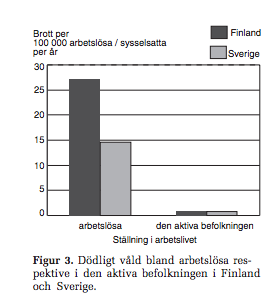 Brott per
100 000 arbetslösa / sysselsatta
per år
Finland
Sverige
30
25
20
15
10
5
0
arbetslösa
den aktiva befolkningen
Ställning i arbetslivet
Figur 3. Dödligt våld bland arbetslösa res-
pektive i den aktiva befolkningen i Finland
och Sverige.